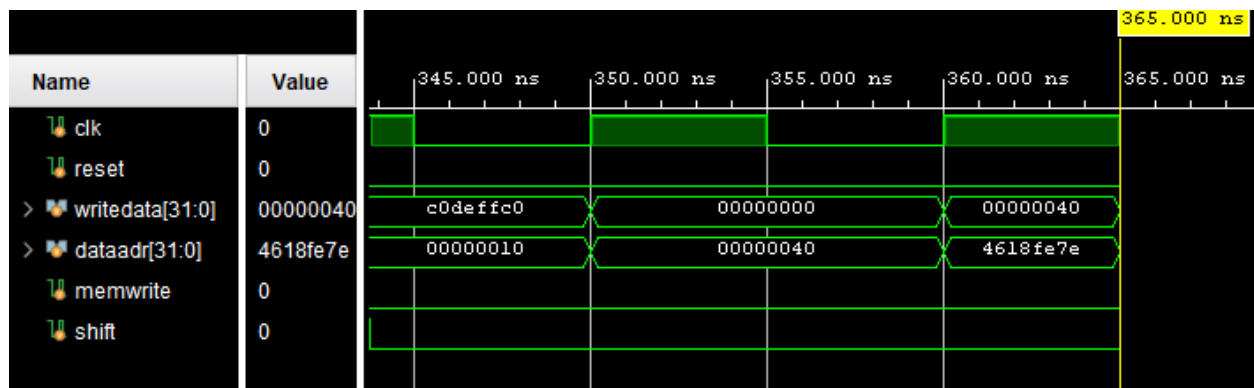 365.000 ns
Name Value 345.000 ns 350.000 ns 355.000 ns 360.000 ns 365.000 ns
clk 0
reset 0
writedata[31:0] 00000040 c0deffc0 00000000 00000040
dataadr[31:0] 4618fe7e 00000010 00000040 4618fe7e
memwrite 0
shift 0